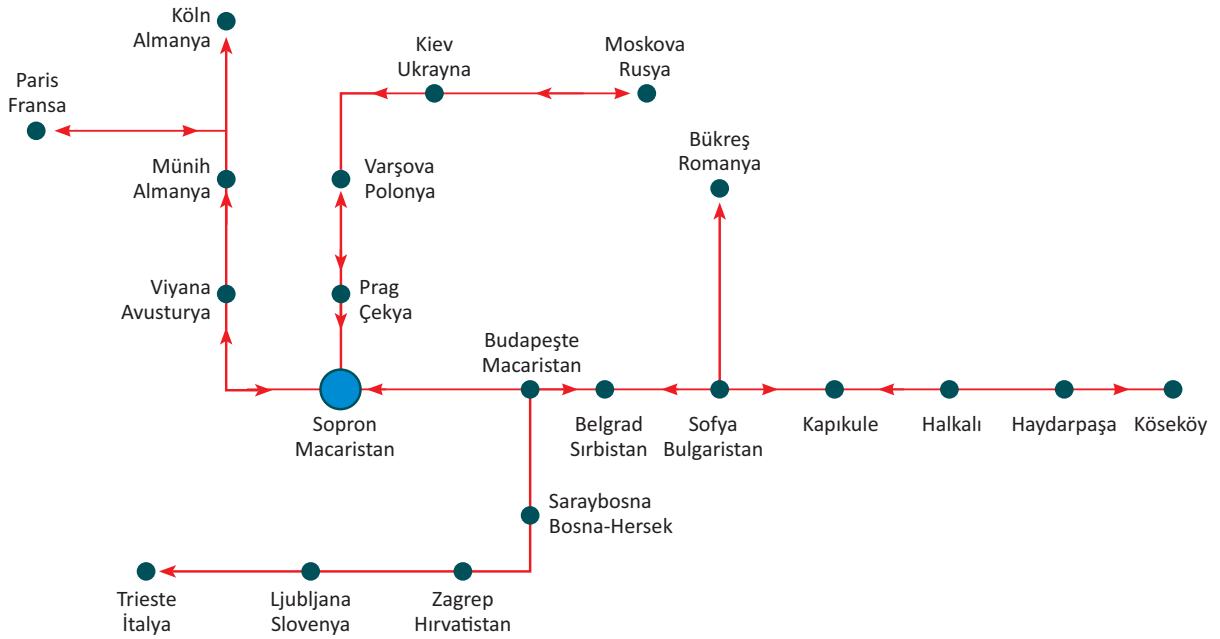 Köln
Almanya
Paris
Fransa
Kiev
Ukrayna
Moskova
Rusya
Münih
Almanya
Varşova
Polonya
Bükreş
Romanya
Viyana
Avusturya
Prag
Çekya
Budapeşte
Macaristan
Sopron
Macaristan
Belgrad
Sırbistan
Sofya
Bulgaristan
Kapıkule
Halkalı
Haydarpaşa
Köseköy
Saraybosna
Bosna-Hersek
Trieste
İtalya
Ljubljana
Slovenya
Zagrep
Hırvatistan